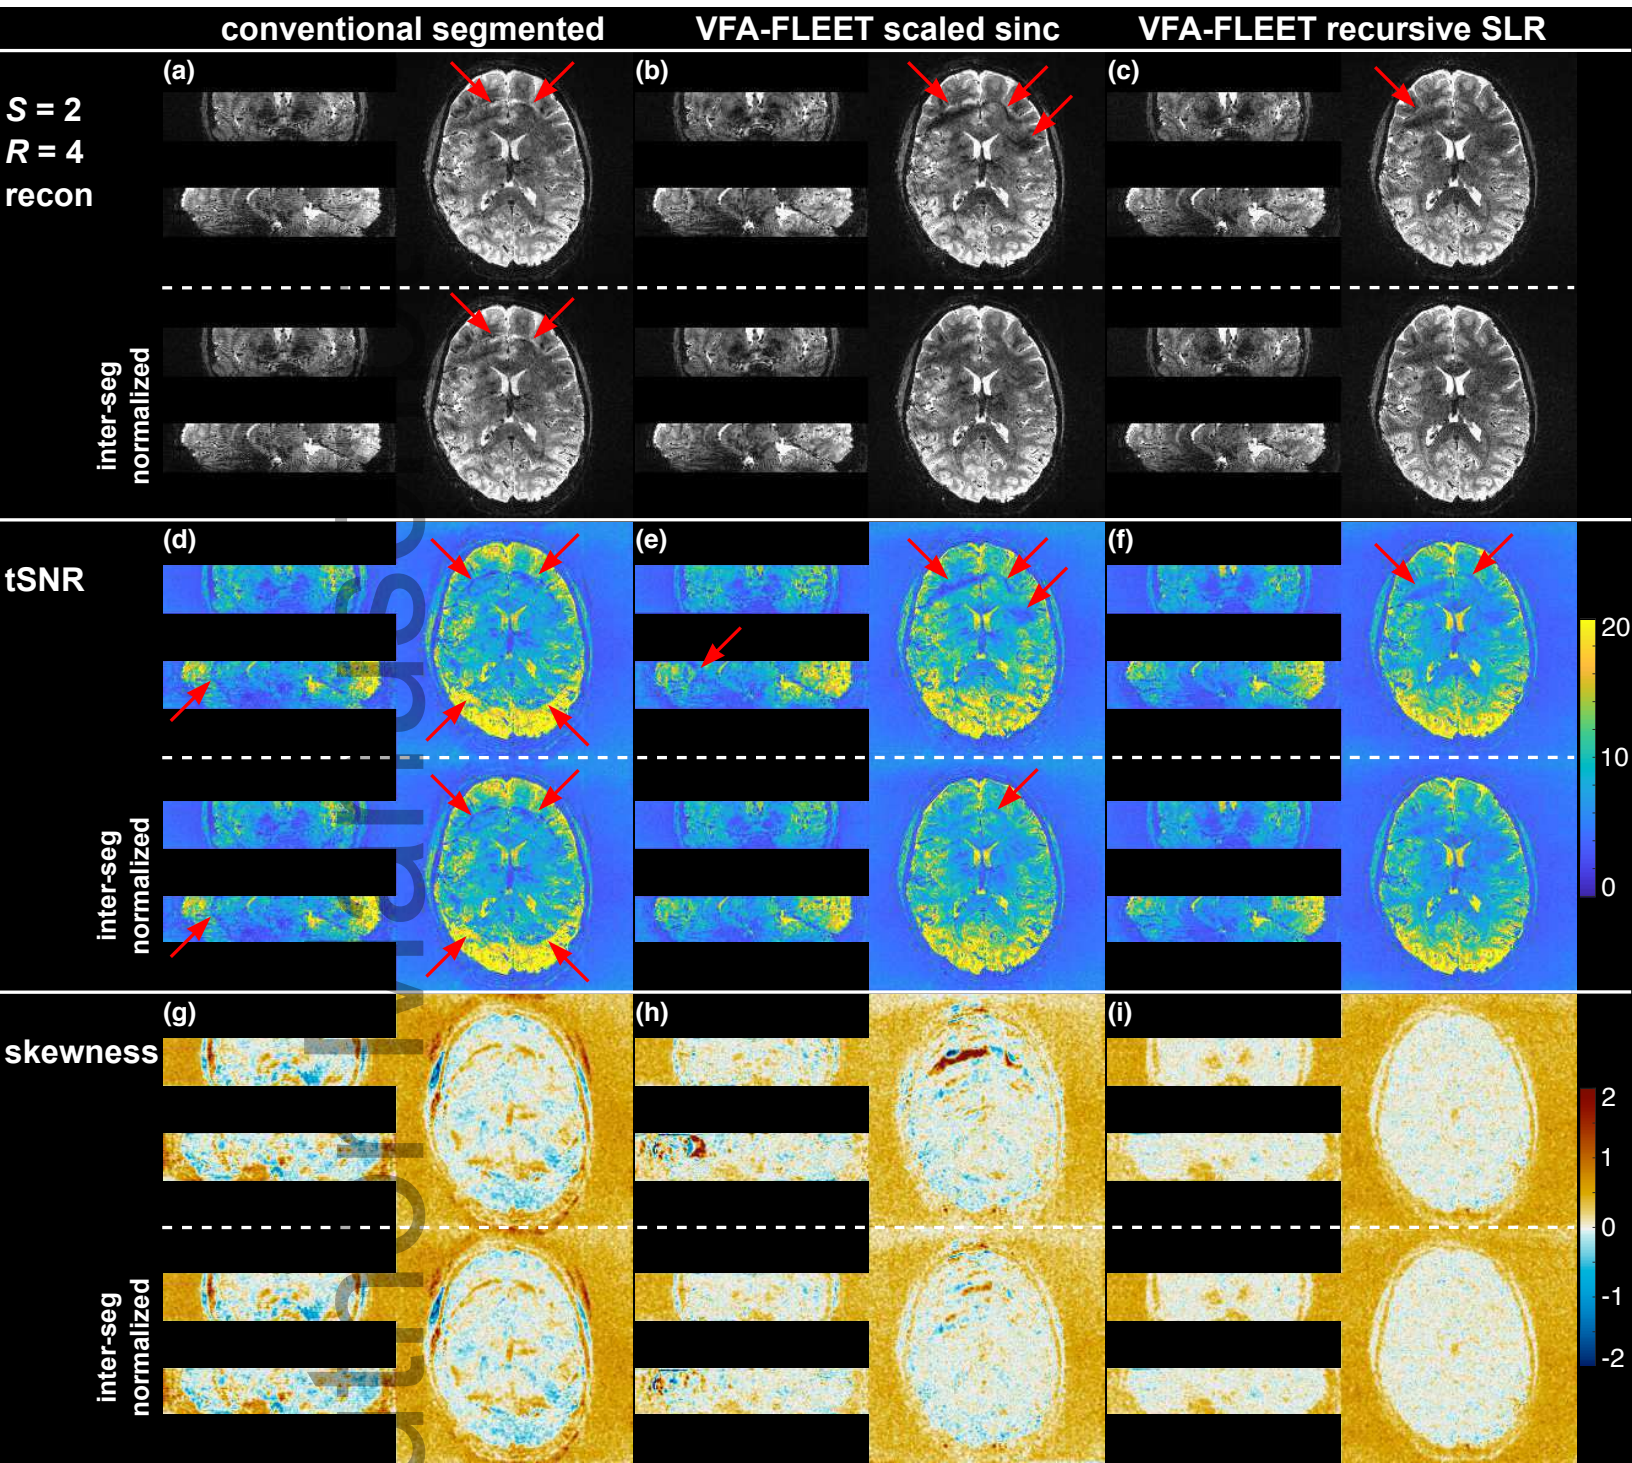 conventional segmented VFA-FLEET scaled sinc VFA-FLEET recursive SLR
(a) (b) (c)
S = 2
R = 4
recon
inter-seg
normalized
(d) (e) (f)
tSNR
20
10
0
inter-seg
normalized
(g) (h) (i)
skewness
2
1
0
-1
-2
inter-seg
normalized